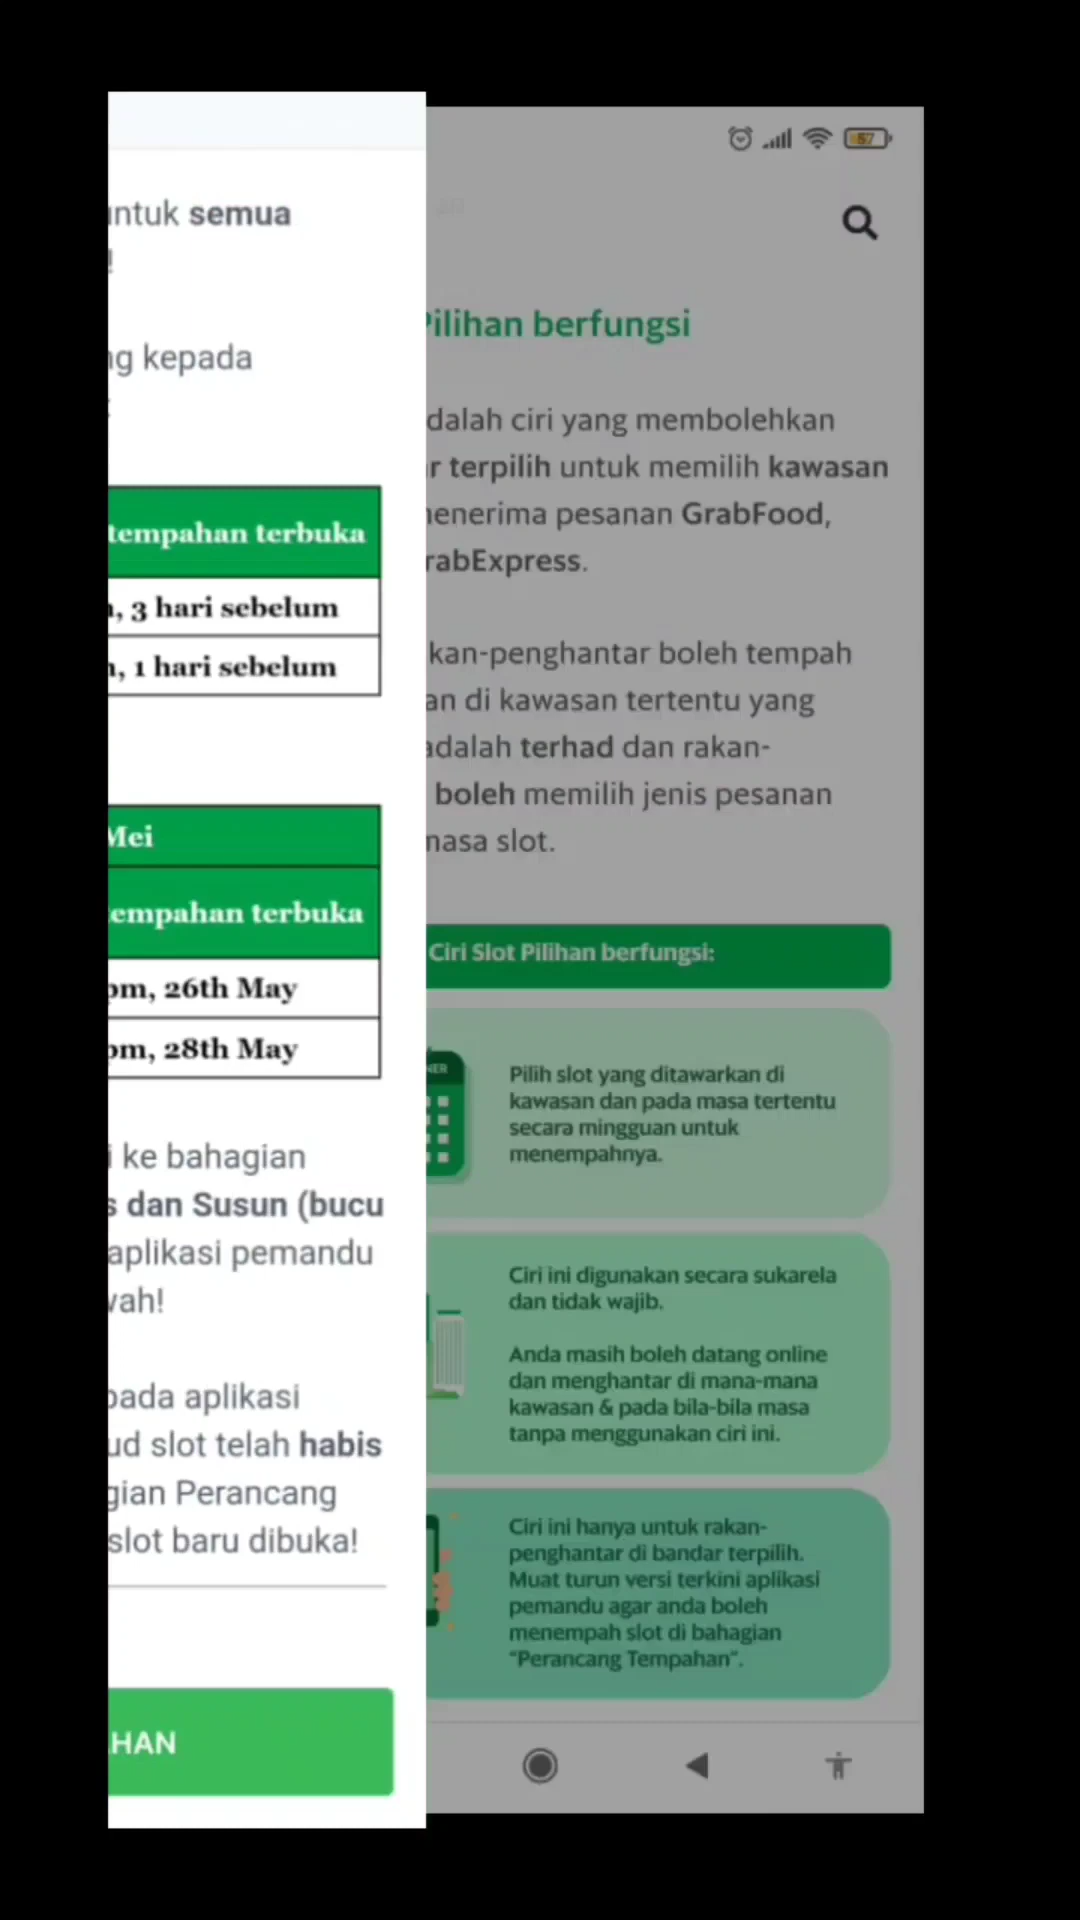 untuk semua
!
kepada
tempahan terbuka
, 3 hari sebelum
, 1 hari sebelum
Mei
tempahan terbuka
pm, 26th May
pm, 28th May
i ke bahagian
s dan Susun (bucu
aplikasi pemandu
wah!
pada aplikasi
ud slot telah habis
gian Perancang
slot baru dibuka!
HAN
57
Pilihan berfungsi
dalah ciri yang membolehkan
r terpilih untuk memilih kawasan
menerima pesanan GrabFood,
rabExpress.
kan-penghantar boleh tempah
an di kawasan tertentu yang
adalah terhad dan rakan-
boleh memilih jenis pesanan
masa slot.
Ciri Slot Pilihan berfungsi:
NER
Pilih slot yang ditawarkan di
kawasan dan pada masa tertentu
secara mingguan untuk
menempahnya.
Ciri ini digunakan secara sukarela
dan tidak wajib.
Anda masih boleh datang online
dan menghantar di mana-mana
kawasan & pada bila-bila masa
tanpa menggunakan ciri ini.
Ciri ini hanya untuk rakan-
penghantar di bandar terpilih.
Muat turun versi terkini aplikasi
pemandu agar anda boleh
menempah slot di bahagian
"Perancang Tempahan".